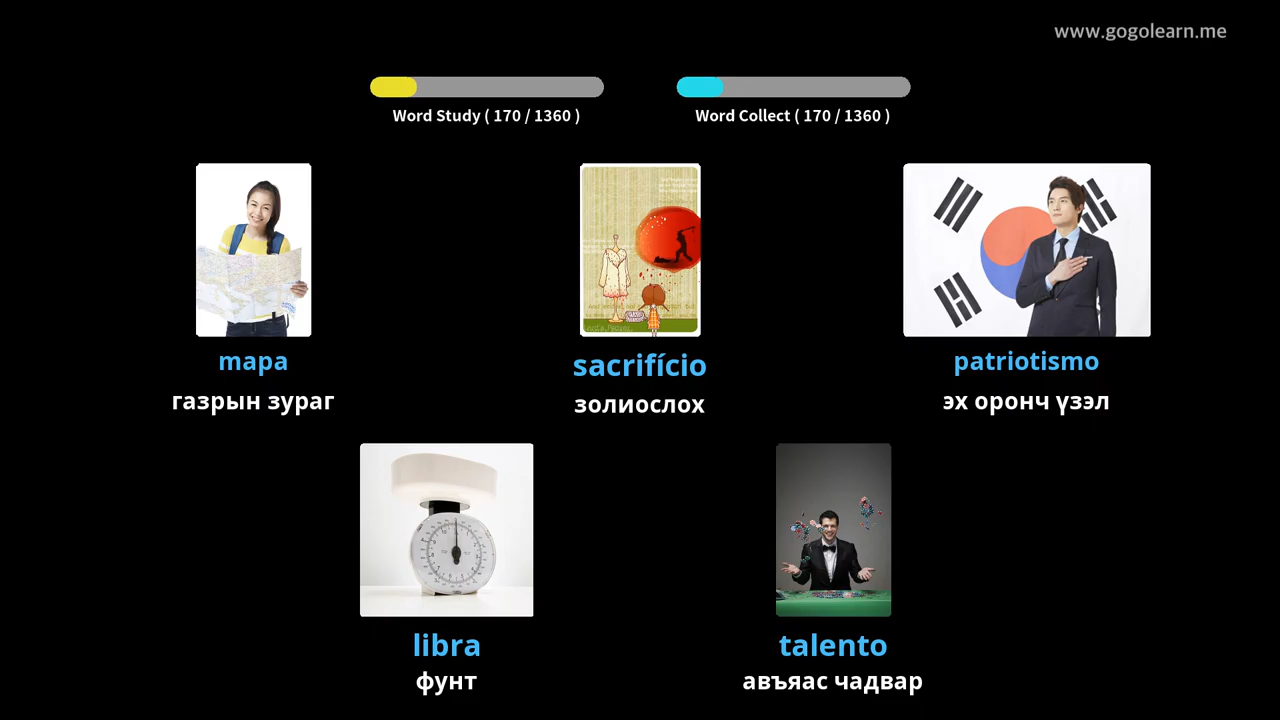 www.gogolearn.me
Word Study ( 170 / 1360 )
Word Collect ( 170 / 1360 )
mapa
sacrifício
patriotismo
газрын зураг
золиослох
эх оронч үзэл
libra
talento
фунт
авъяас чадвар